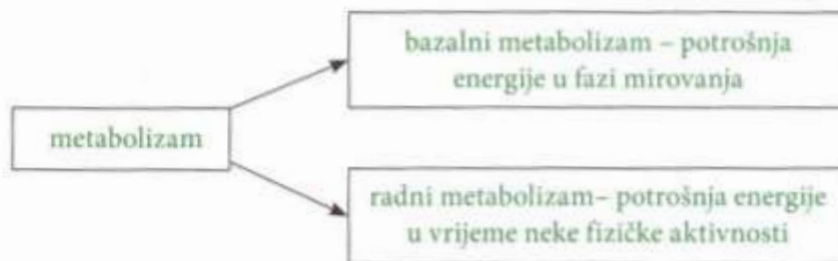 bazalni metabolizam – potrošnja
energije u fazi mirovanja
metabolizam
radni metabolizam– potrošnja energije
u vrijeme neke fizičke aktivnosti